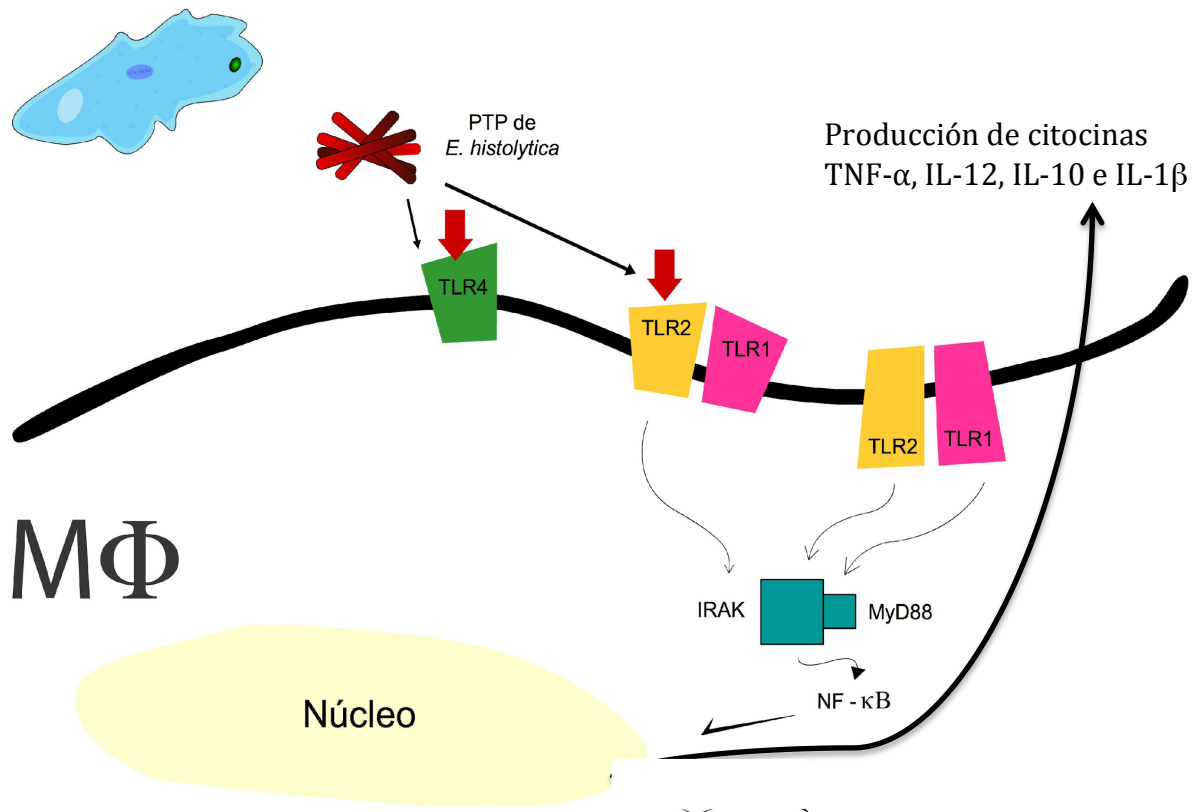 PTP de
E. histolytica
Producción de citocinas
TNF-α, IL-12, IL-10 e IL-1β
TLR4
TLR2
TLR1
TLR2
TLR1
MΦ
IRAK
MyD88
NF - κB
Núcleo